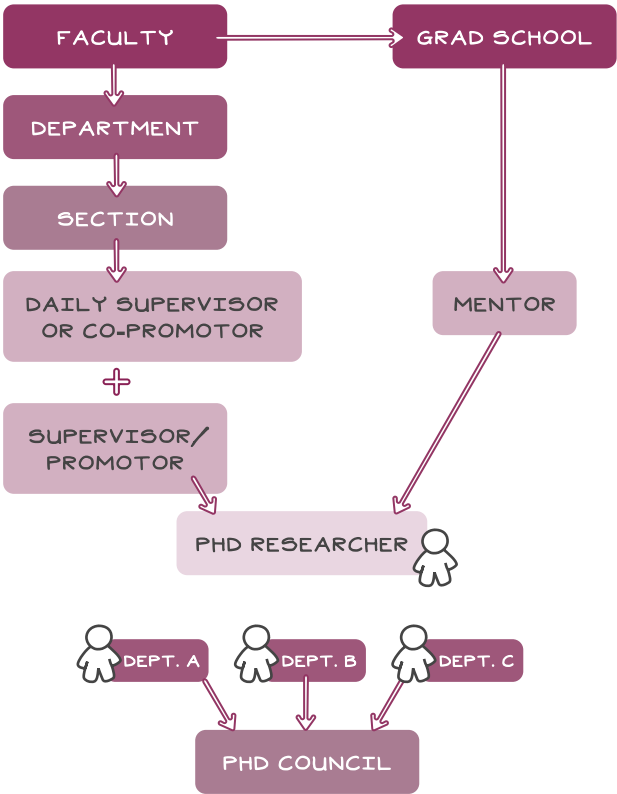 FACULTY
GRAD SCHOOL
DEPARTMENT
SECTION
DAILY SUPERVISOR
OR CO-PROMOTOR
MENTOR
+
SUPERVISOR/
PROMOTOR
PHD RESEARCHER
DEPT. A
DEPT. B
DEPT. C
PHD COUNCIL